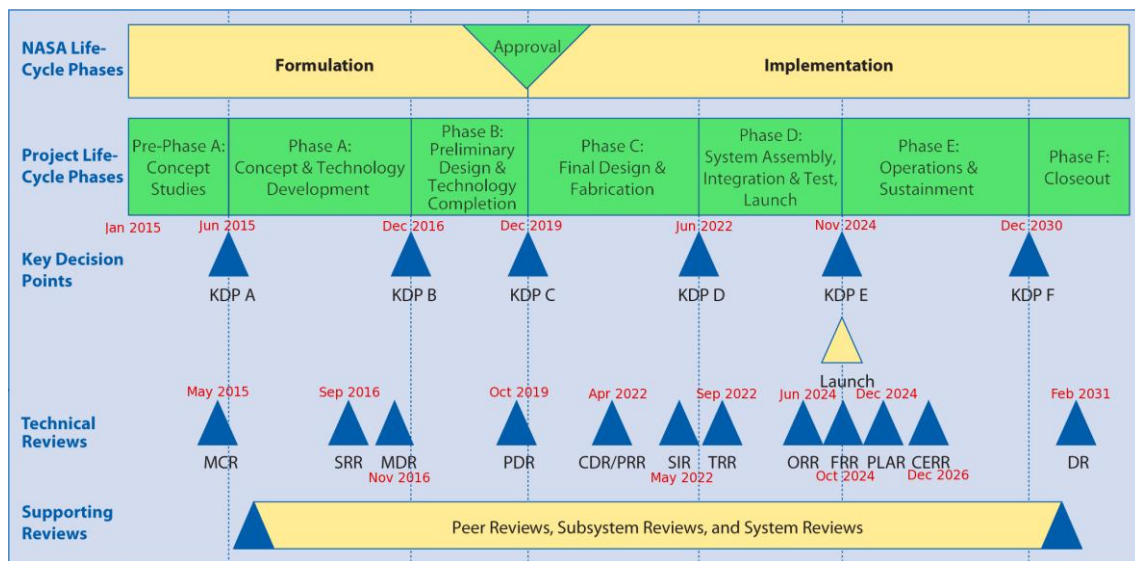 NASA Life-
Cycle Phases
Approval
Formulation
Implementation
Project Life-
Cycle Phases
Pre-Phase A:
Concept
Studies
Phase A:
Concept & Technology
Development
Phase B:
Preliminary
Design &
Technology
Completion
Phase C:
Final Design &
Fabrication
Phase D:
System Assembly,
Integration & Test,
Launch
Phase E:
Operations &
Sustainment
Phase F:
Closeout
Jan 2015
Jun 2015
Dec 2016
Dec 2019
Jun 2022
Nov 2024
Dec 2030
Key Decision
Points
KDP A
KDP B
KDP C
KDP D
KDP E
KDP F
Launch
May 2015
Sep 2016
Oct 2019
Apr 2022
Sep 2022
Jun 2024
Dec 2024
Feb 2031
Technical
Reviews
MCR
SRR
MDR
PDR
CDR/PRR
SIR
TRR
ORR
FRR
PLAR
CERR
DR
Nov 2016
May 2022
Oct 2024
Dec 2026
Supporting
Reviews
Peer Reviews, Subsystem Reviews, and System Reviews